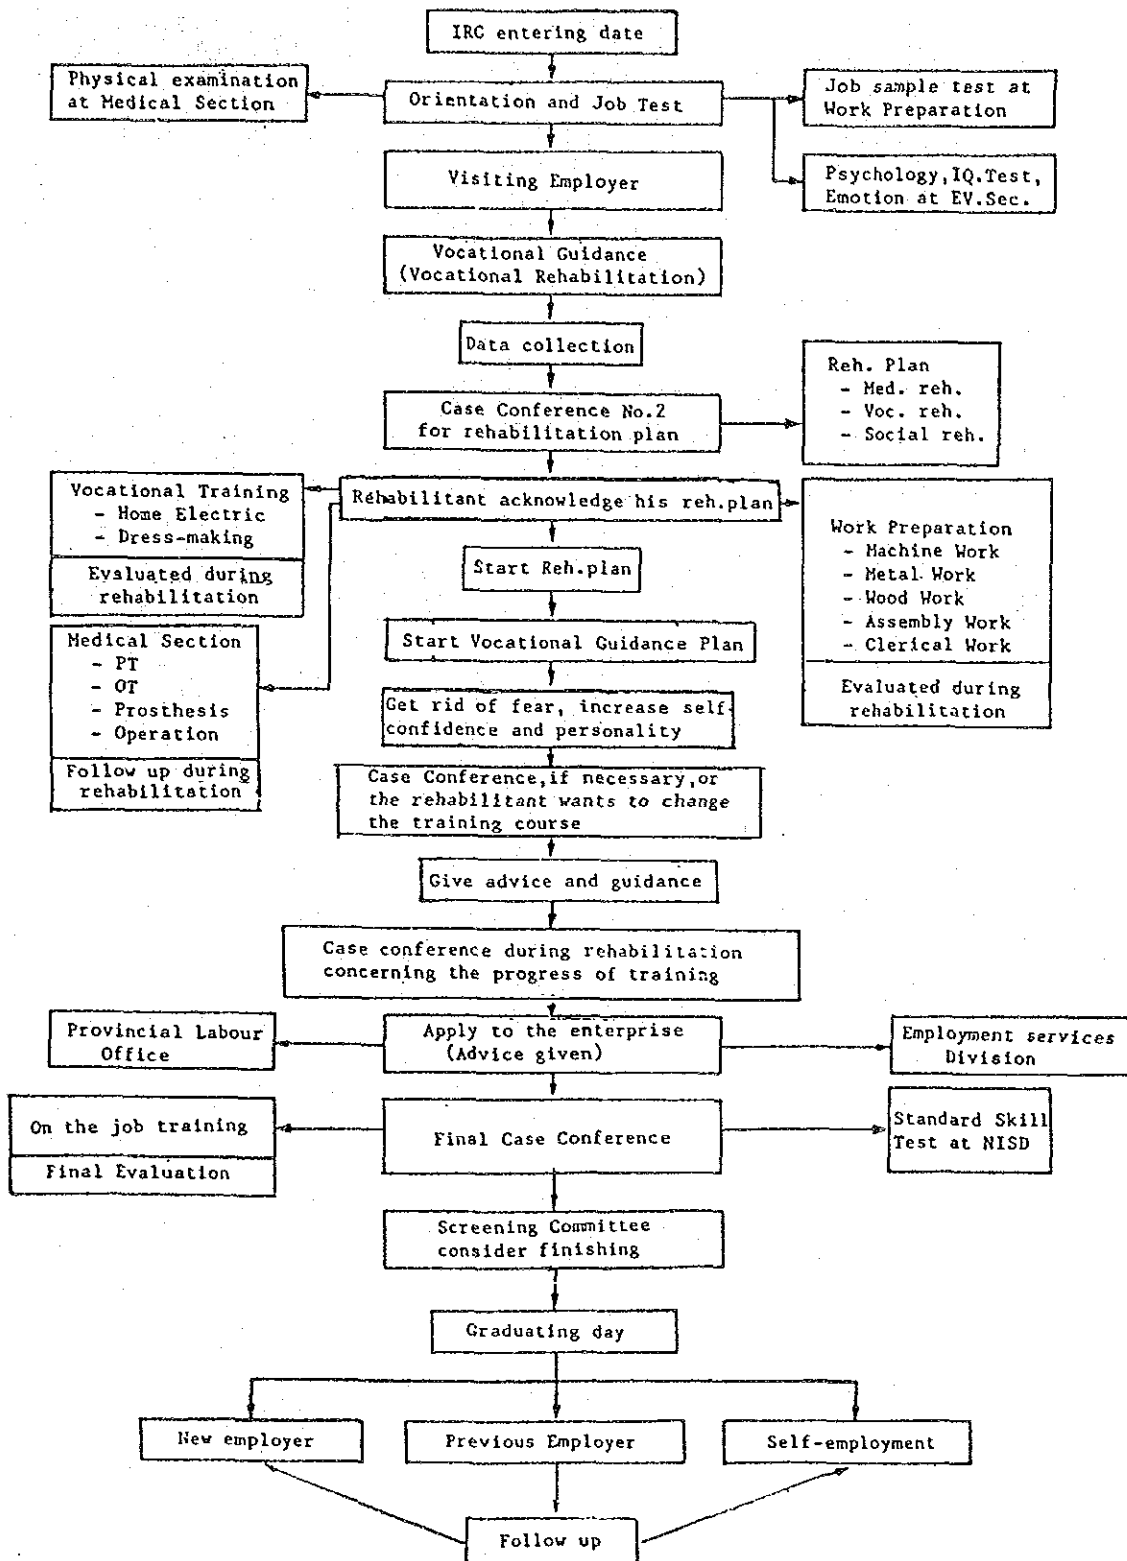 IRC entering date
Physical examination
at Medical Section
Orientation and Job Test
Job sample test at
Work Preparation
Visiting Employer
Psychology,IQ.Test,
Emotion at EV.Sec.
Vocational Guidance
(Vocational Rehabilitation)
Data collection
Reh. Plan
- Med. reh.
- Voc. reh.
- Social reh.
Case Conference No.2
for rehabilitation plan
Vocational Training
- Home Electric
- Dress-making
Evaluated during
rehabilitation
Rehabilitant acknowledge his reh.plan
Work Preparation
- Machine Work
- Metal Work
- Wood Work
- Assembly Work
- Clerical Work
Evaluated during
rehabilitation
Start Reh.plan
Medical Section
- PT
- OT
- Prosthesis
- Operation
Follow up during
rehabilitation
Start Vocational Guidance Plan
Get rid of fear, increase self-
confidence and personality
Case Conference,if necessary,or
the rehabilitant wants to change
the training course
Give advice and guidance
Case conference during rehabilitation
concerning the progress of training
Provincial Labour
Office
Apply to the enterprise
(Advice given)
Employment services
Division
On the job training
Final Evaluation
Final Case Conference
Standard Skill
Test at NISD
Screening Committee
consider finishing
Graduating day
New employer
Previous Employer
Self-employment
Follow up